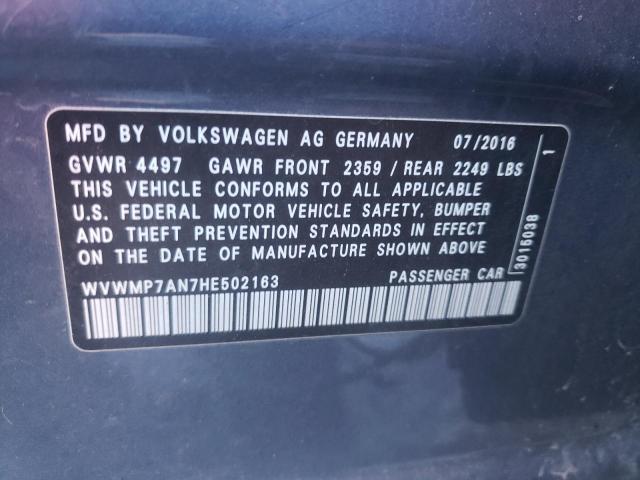 MFD BY VOLKSWAGEN AG GERMANY 07/2016
GVWR 4497 GAWR FRONT 2359 / REAR 2249 LBS
THIS VEHICLE CONFORMS TO ALL APPLICABLE
U.S. FEDERAL MOTOR VEHICLE SAFETY, BUMPER
AND THEFT PREVENTION STANDARDS IN EFFECT
ON THE DATE OF MANUFACTURE SHOWN ABOVE
WVWMP7AN7HE502163 PASSENGER CAR
3016038 1